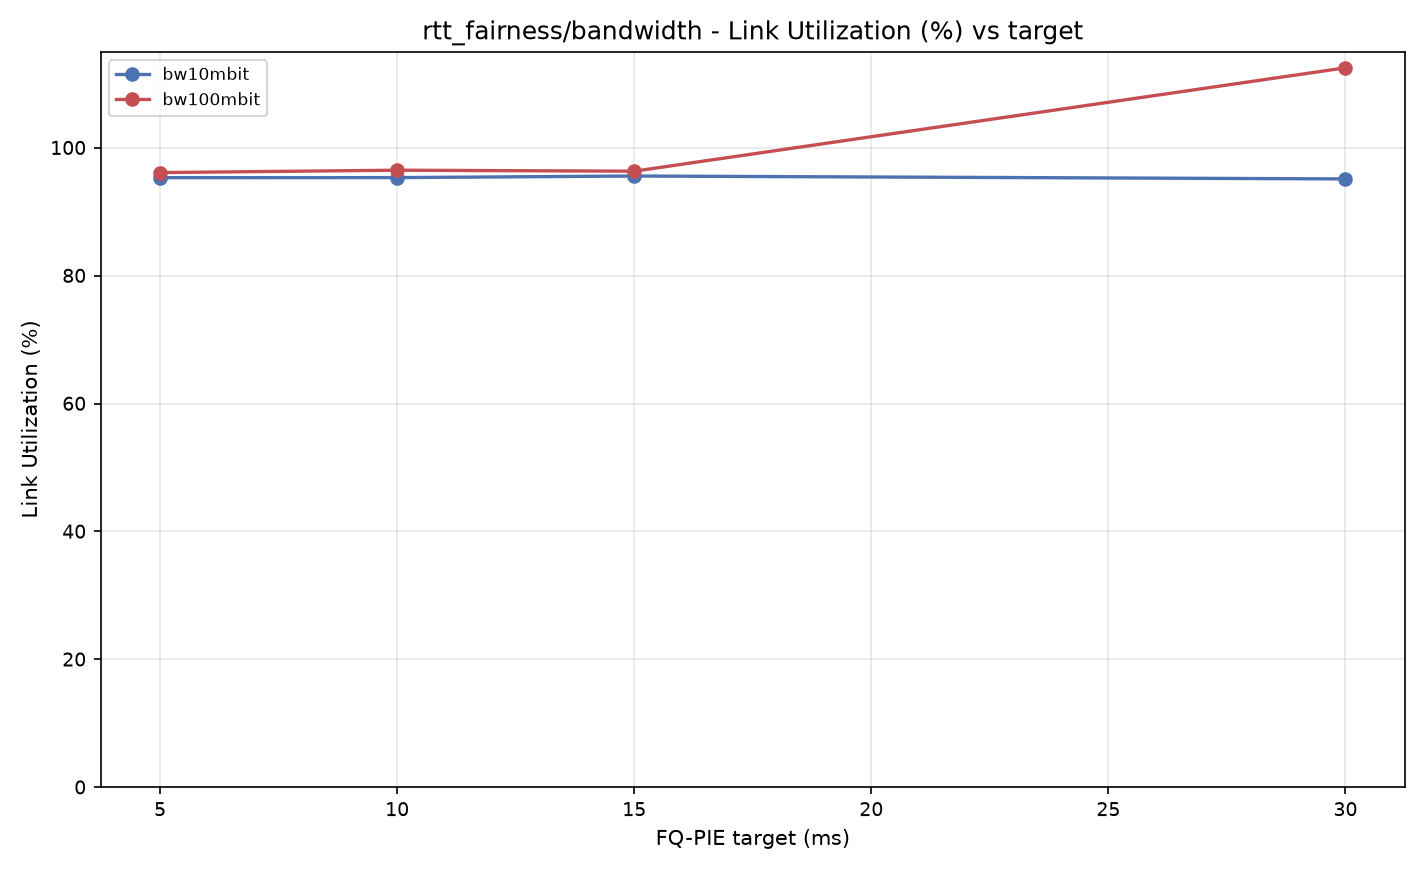 rtt_fairness/bandwidth - Link Utilization (%) vs target
bw10mbit
bw100mbit
Link Utilization (%)
100
80
60
40
20
0
5 10 15 20 25 30
FQ-PIE target (ms)